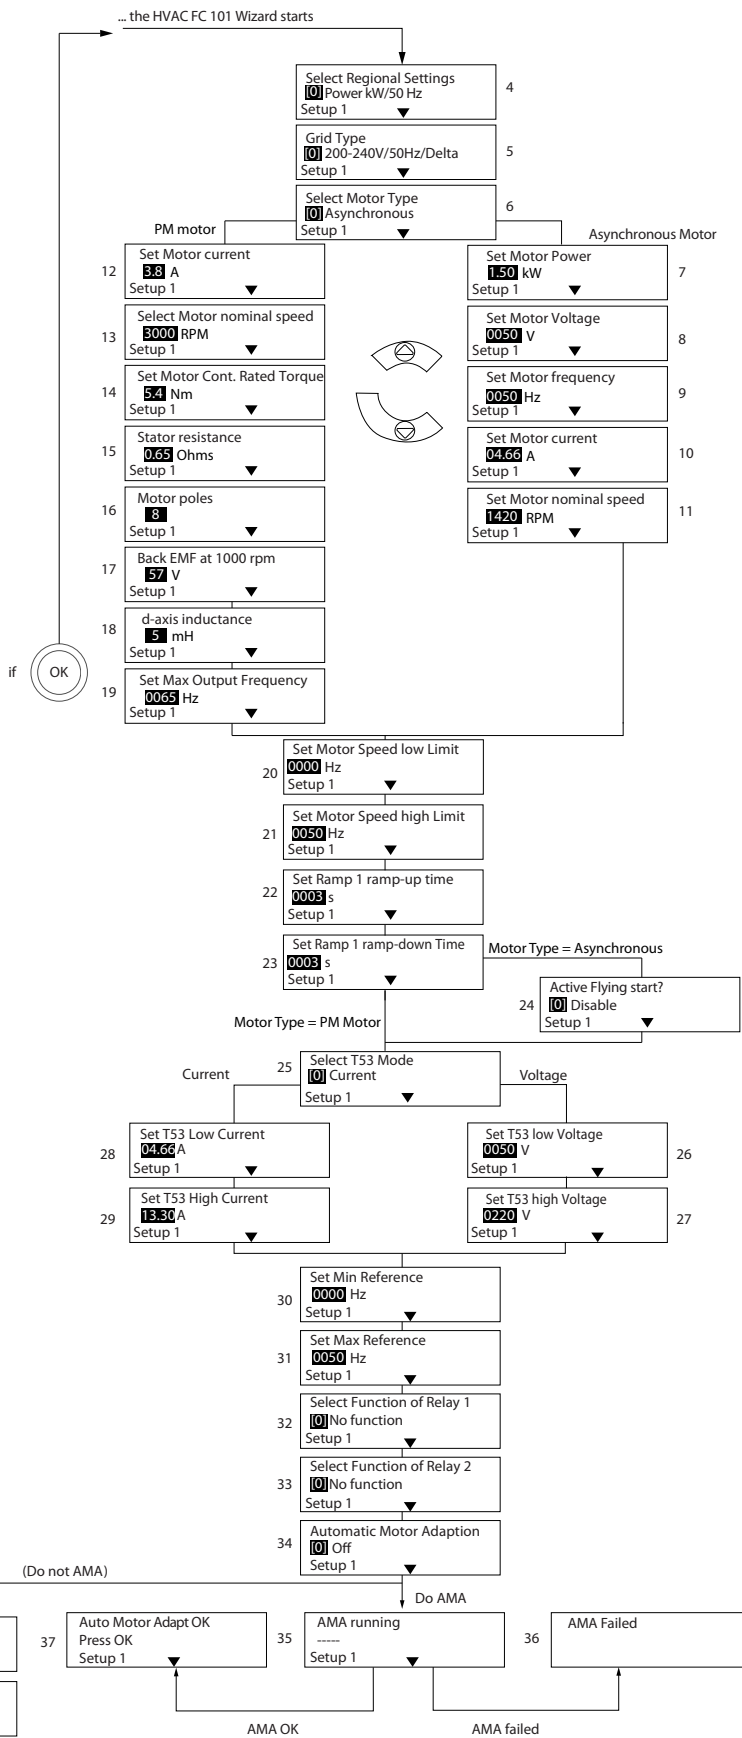 ... the HVAC FC 101 Wizard starts
Select Regional Settings
[0] Power kW/50 Hz
Setup 1
4
Grid Type
[0] 200-240V/50Hz/Delta
Setup 1
5
Select Motor Type
[0] Asynchronous
Setup 1
6
PM motor
Asynchronous Motor
Set Motor current
3.8 A
Setup 1
12
Select Motor nominal speed
3000 RPM
Setup 1
13
Set Motor Cont. Rated Torque
5.4 Nm
Setup 1
14
Stator resistance
0.65 Ohms
Setup 1
15
Motor poles
8
Setup 1
16
Back EMF at 1000 rpm
57 V
Setup 1
17
d-axis inductance
5 mH
Setup 1
18
Set Max Output Frequency
0065 Hz
Setup 1
19
if
OK
Set Motor Power
1.50 kW
Setup 1
7
Set Motor Voltage
0050 V
Setup 1
8
Set Motor frequency
0050 Hz
Setup 1
9
Set Motor current
04.66 A
Setup 1
10
Set Motor nominal speed
1420 RPM
Setup 1
11
Set Motor Speed low Limit
0000 Hz
Setup 1
20
Set Motor Speed high Limit
0050 Hz
Setup 1
21
Set Ramp 1 ramp-up time
0003 s
Setup 1
22
Set Ramp 1 ramp-down Time
0003 s
Setup 1
23
Motor Type = Asynchronous
Active Flying start?
[0] Disable
Setup 1
24
Motor Type = PM Motor
Select T53 Mode
[0] Current
Setup 1
25
Current
Voltage
Set T53 Low Current
04.66 A
Setup 1
28
Set T53 High Current
13.30 A
Setup 1
29
Set T53 low Voltage
0050 V
Setup 1
26
Set T53 high Voltage
0220 V
Setup 1
27
Set Min Reference
0000 Hz
Setup 1
30
Set Max Reference
0050 Hz
Setup 1
31
Select Function of Relay 1
[0] No function
Setup 1
32
Select Function of Relay 2
[0] No function
Setup 1
33
Automatic Motor Adaption
[0] Off
Setup 1
34
(Do not AMA)
Do AMA
Auto Motor Adapt OK
Press OK
Setup 1
37
AMA running
-----
Setup 1
35
AMA Failed
36
AMA OK
AMA failed